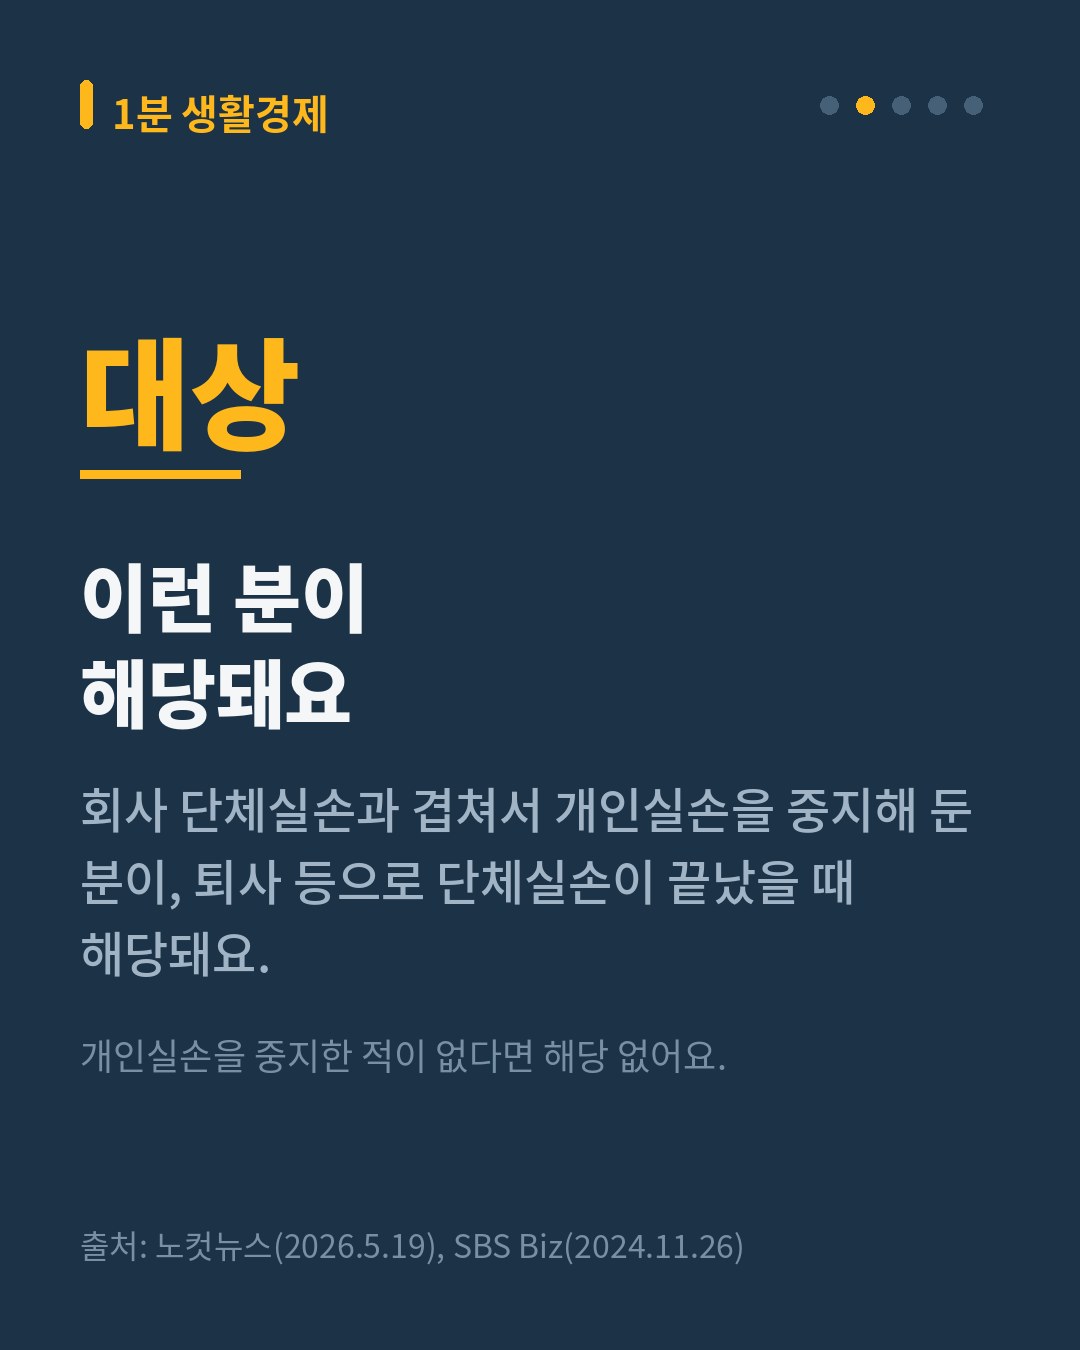 1분 생활경제
대상
이런 분이
해당돼요
회사 단체실손과 겹쳐서 개인실손을 중지해 둔
분이, 퇴사 등으로 단체실손이 끝났을 때
해당돼요.
개인실손을 중지한 적이 없다면 해당 없어요.
출처: 노컷뉴스(2026.5.19), SBS Biz(2024.11.26)